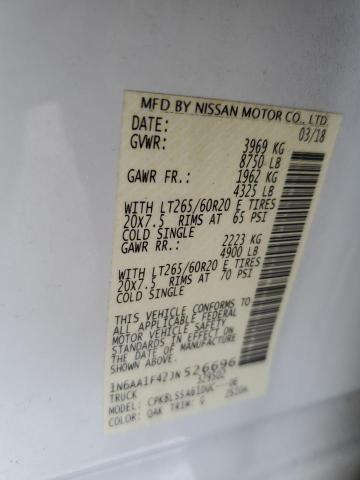 MFD BY NISSAN MOTOR CO., LTD.
DATE: 03/18
GVWR: 3969 KG
8750 LB
GAWR FR.: 1962 KG
4325 LB
WITH LT265/60R20 E TIRES
20X7.5 RIMS AT 65 PSI
COLD SINGLE
GAWR RR.: 2223 KG
4900 LB
WITH LT265/60R20 E TIRES
20X7.5 RIMS AT 70 PSI
COLD SINGLE
THIS VEHICLE CONFORMS TO
ALL APPLICABLE FEDERAL
MOTOR VEHICLE SAFETY
STANDARDS IN EFFECT ON
THE DATE OF MANUFACTURE
1N6AA1F42JN526696
TRUCK
MODEL:
COLOR: QAK TRIM: G